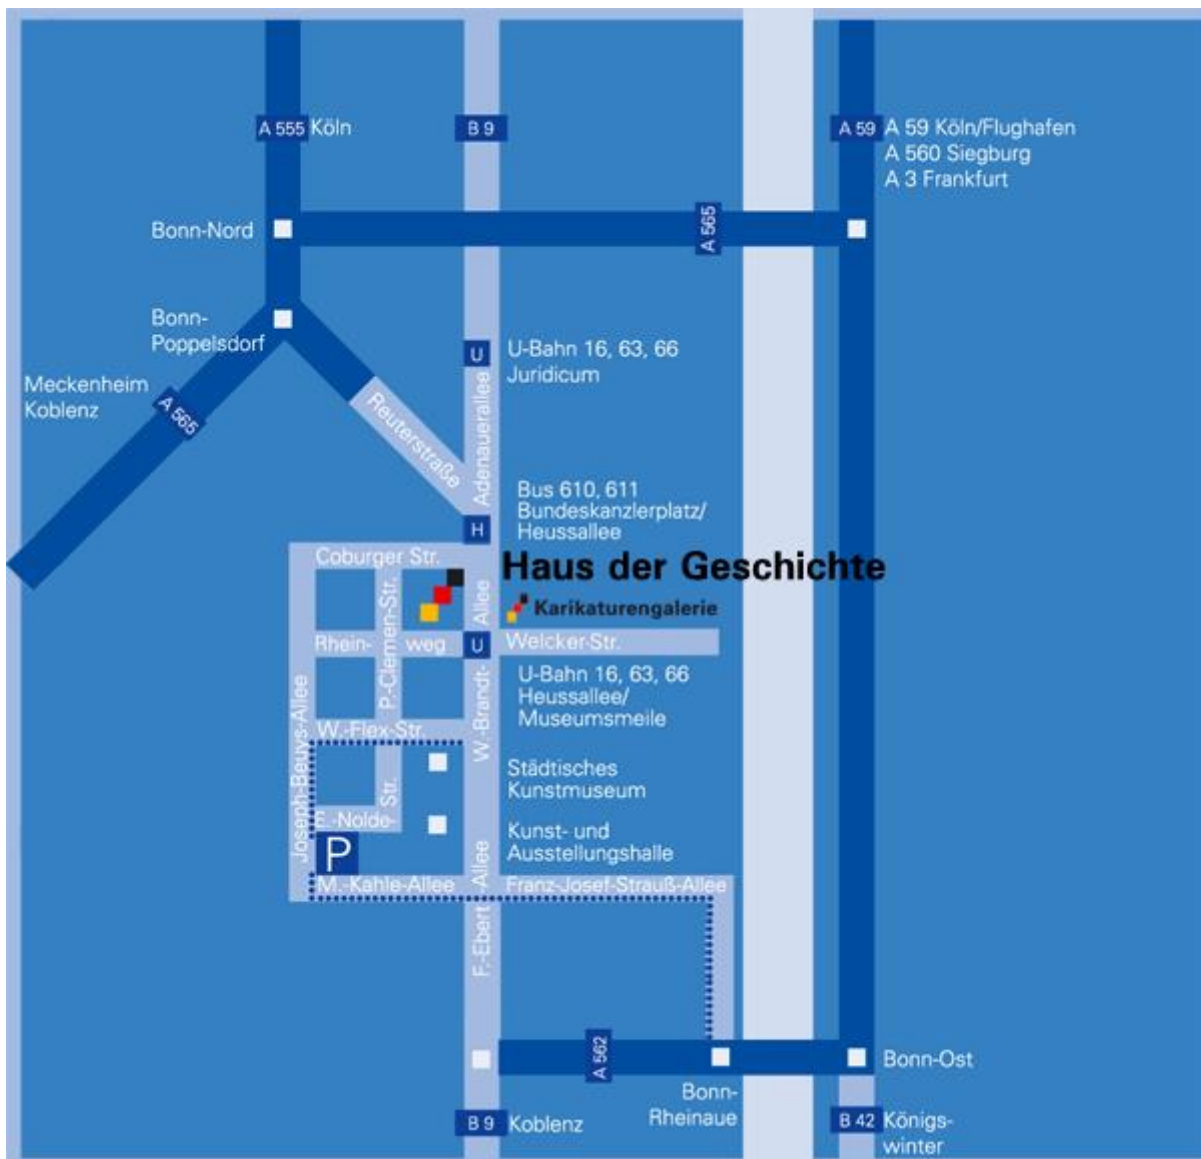 A 555 Köln
B 9
A 59
A 59 Köln/Flughafen
A 560 Siegburg
A 3 Frankfurt
Bonn-Nord
A 565
Bonn-
Poppelsdorf
Meckenheim
Koblenz
A 565
Reuterstraße
U
U-Bahn 16, 63, 66
Juridicum
Adenauerallee
Bus 610, 611
Bundeskanzlerplatz/
Heussallee
H
Coburger Str.
Haus der Geschichte
Karikaturengalerie
P.-Clemen-Str.
W.-Brandt-Allee
Rhein-weg
U
Welcker-Str.
U-Bahn 16, 63, 66
Heussallee/
Museumsmeile
Joseph-Beuys-Allee
W.-Flex-Str.
Städtisches
Kunstmuseum
E.-Nolde-Str.
Kunst- und
Ausstellungshalle
P
M.-Kahle-Allee
Franz-Josef-Strauß-Allee
F.-Ebert-Allee
A 562
Bonn-Ost
Bonn-
Rheinaue
B 9 Koblenz
B 42 Königs-
winter